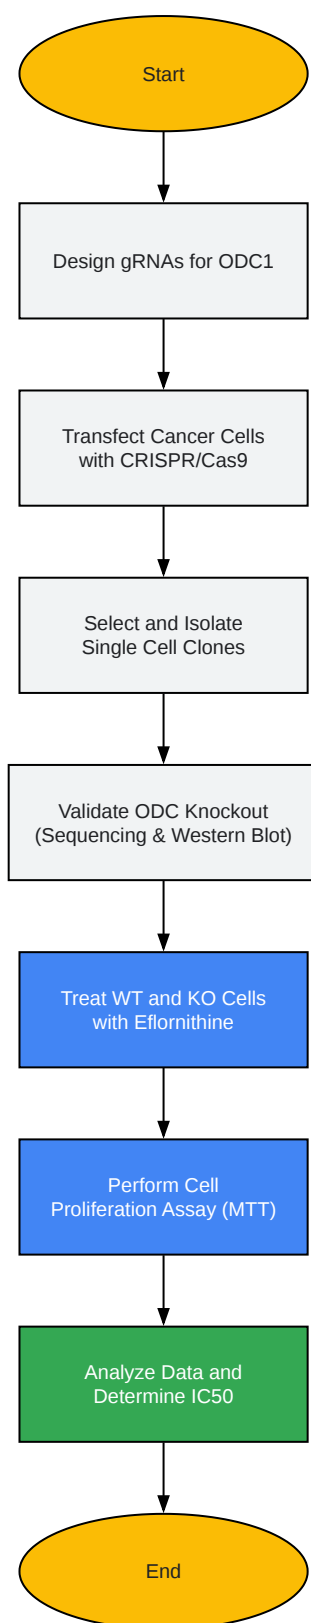 Start
Design gRNAs for ODC1
Transfect Cancer Cells
with CRISPR/Cas9
Select and Isolate
Single Cell Clones
Validate ODC Knockout
(Sequencing & Western Blot)
Treat WT and KO Cells
with Eflornithine
Perform Cell
Proliferation Assay (MTT)
Analyze Data and
Determine IC50
End